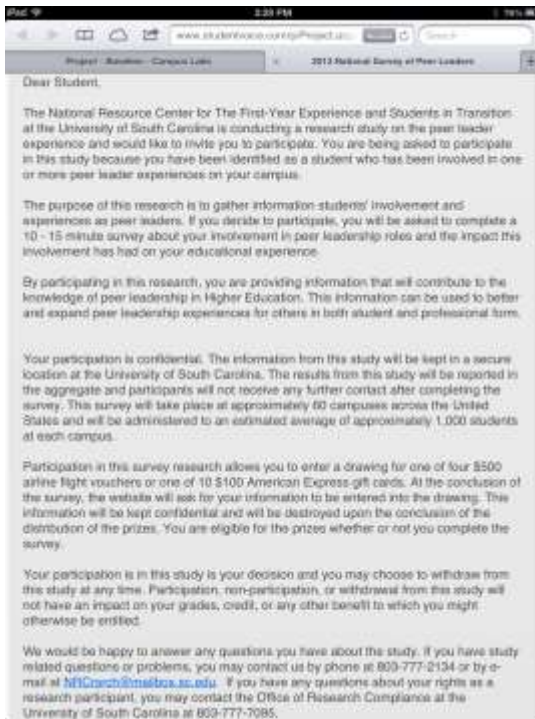 iPad
2:20 PM
Project - Baseline - Campus Labs
2013 National Survey of Peer Leaders
Dear Student,
The National Resource Center for The First-Year Experience and Students in Transition
at the University of South Carolina is conducting a research study on the peer leader
experience and would like to invite you to participate. You are being asked to participate
in this study because you have been identified as a student who has been involved in one
or more peer leader experiences on your campus.
The purpose of this research is to gather information students' involvement and
experiences as peer leaders. If you decide to participate, you will be asked to complete a
10 - 15 minute survey about your involvement in peer leadership roles and the impact this
involvement has had on your educational experience.
By participating in this research, you are providing information that will contribute to the
knowledge of peer leadership in Higher Education. This information can be used to better
and expand peer leadership experiences for others in both student and professional form.
Your participation is confidential. The information from this study will be kept in a secure
location at the University of South Carolina. The results from this study will be reported in
the aggregate and participants will not receive any further contact after completing the
survey. This survey will take place at approximately 60 campuses across the United
States and will be administered to an estimated average of approximately 1,000 students
at each campus.
Participation in this survey research allows you to enter a drawing for one of four $500
airline flight vouchers or one of 10 $100 American Express gift cards. At the conclusion of
the survey, the website will ask for your information to be entered into the drawing. This
information will be kept confidential and will be destroyed upon the conclusion of the
distribution of the prizes. You are eligible for the prizes whether or not you complete the
survey.
Your participation is in this study is your decision and you may choose to withdraw from
this study at any time. Participation, non-participation, or withdrawal from this study will
not have an impact on your grades, credit, or any other benefit to which you might
otherwise be entitled.
We would be happy to answer any questions you have about the study. If you have study
related questions or problems, you may contact us by phone at 803-777-2134 or by e-
mail at NRCrsrch@mailbox.sc.edu. If you have any questions about your rights as a
research participant, you may contact the Office of Research Compliance at the
University of South Carolina at 803-777-7095.